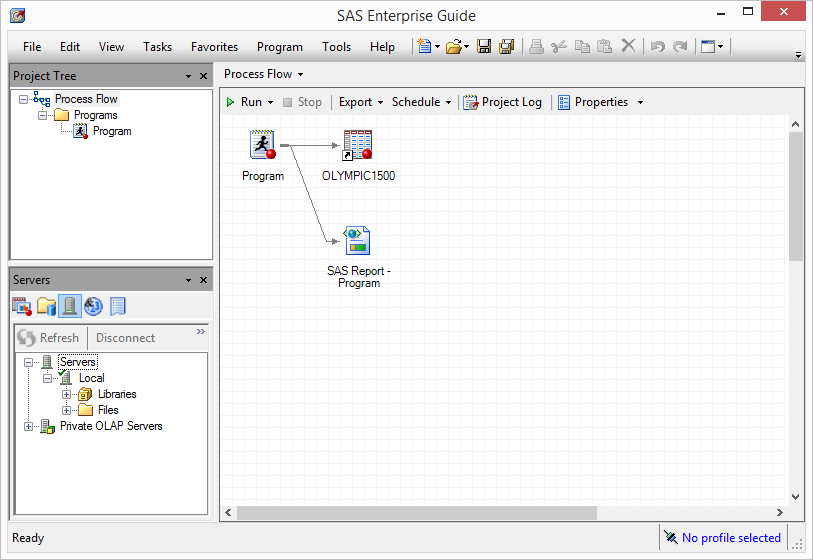 SAS Enterprise Guide
File Edit View Tasks Favorites Program Tools Help
Project Tree
Process Flow
Programs
Program
Process Flow
Run Stop Export Schedule Project Log Properties
Program OLYMPIC1500
SAS Report -
Program
Servers
Refresh Disconnect
Servers
Local
Libraries
Files
Private OLAP Servers
Ready No profile selected